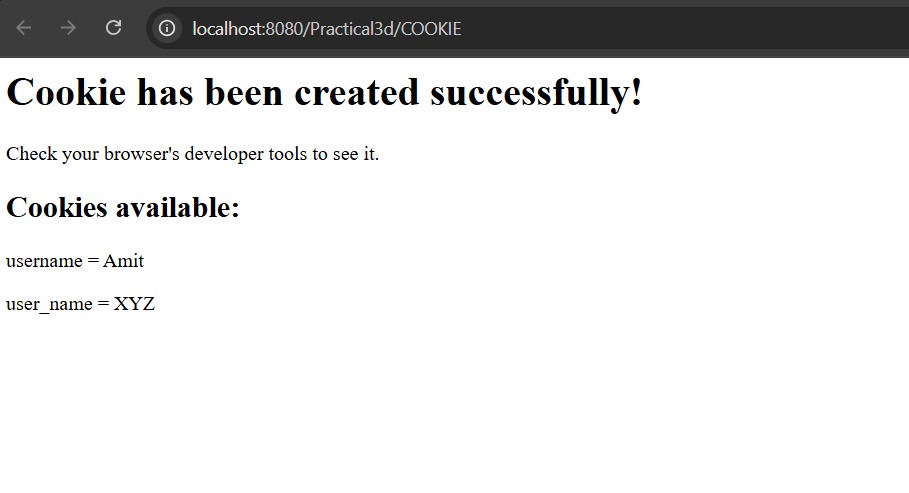 localhost:8080/Practical3d/COOKIE
Cookie has been created successfully!
Check your browser's developer tools to see it.
Cookies available:
username = Amit
user_name = XYZ